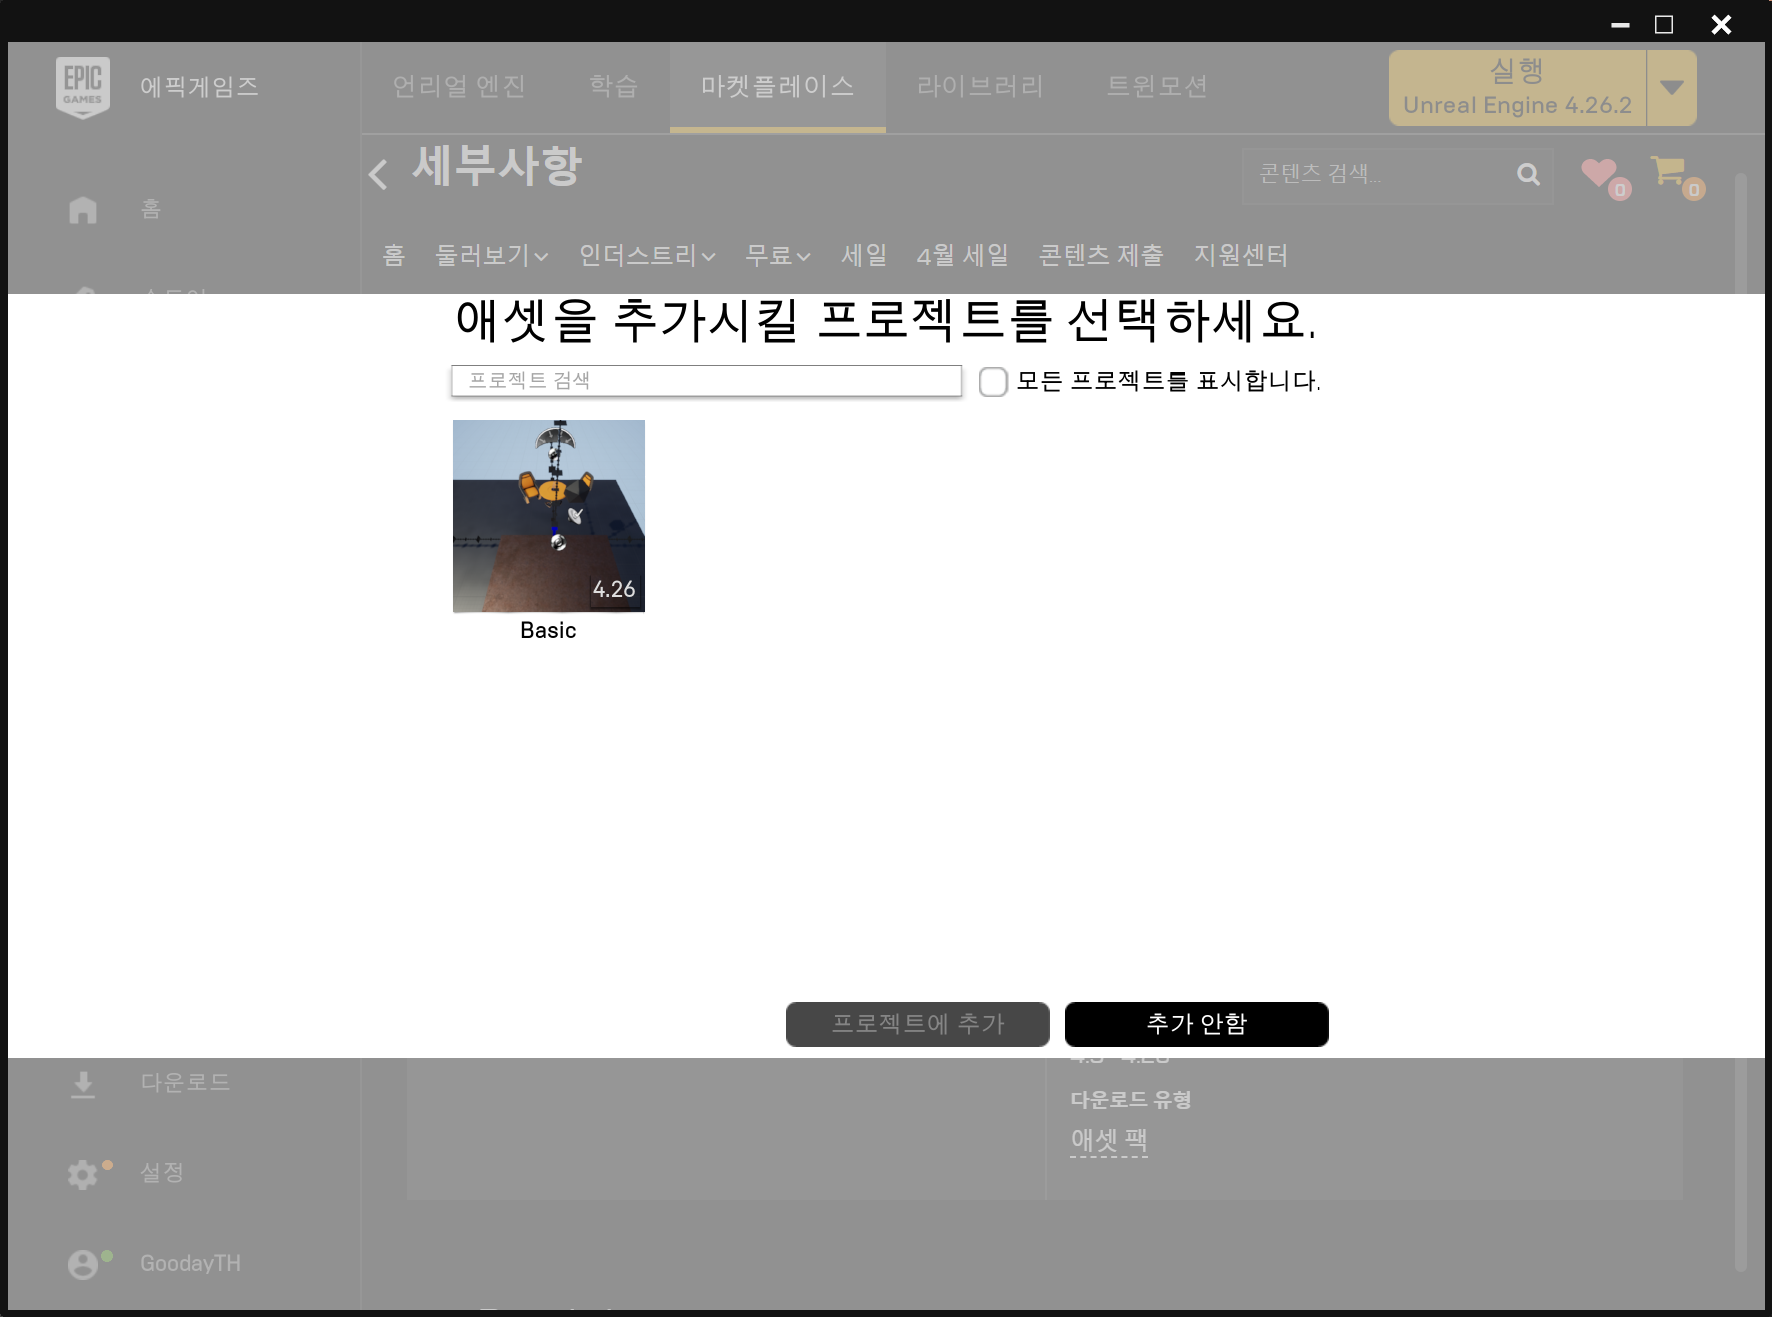 EPIC GAMES
에픽게임즈
언리얼 엔진
학습
마켓플레이스
라이브러리
트윈모션
실행
Unreal Engine 4.26.2
세부사항
콘텐츠 검색...
0
0
홈
홈
둘러보기
인더스트리
무료
세일
4월 세일
콘텐츠 제출
지원센터
애셋을 추가시킬 프로젝트를 선택하세요.
프로젝트 검색
모든 프로젝트를 표시합니다.
4.26
Basic
프로젝트에 추가
추가 안함
다운로드
다운로드 유형
애셋 팩
설정
GoodayTH